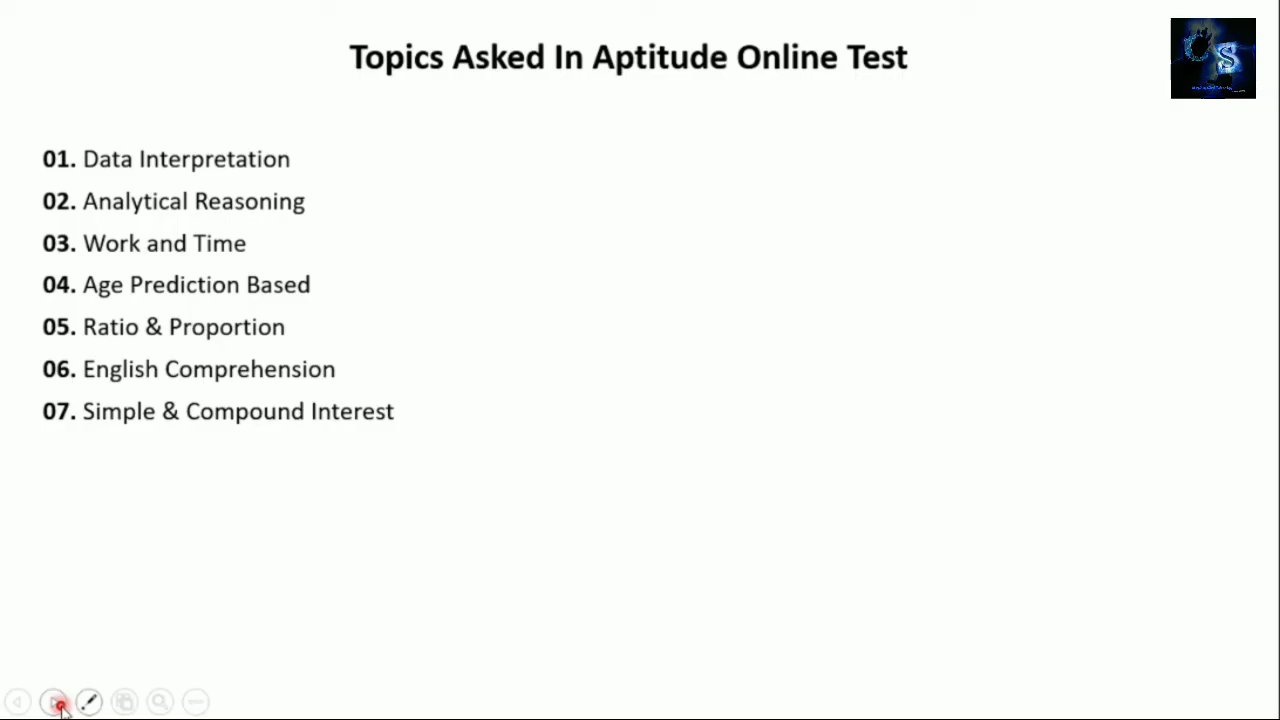 Topics Asked In Aptitude Online Test
CS
01. Data Interpretation
02. Analytical Reasoning
03. Work and Time
04. Age Prediction Based
05. Ratio & Proportion
06. English Comprehension
07. Simple & Compound Interest